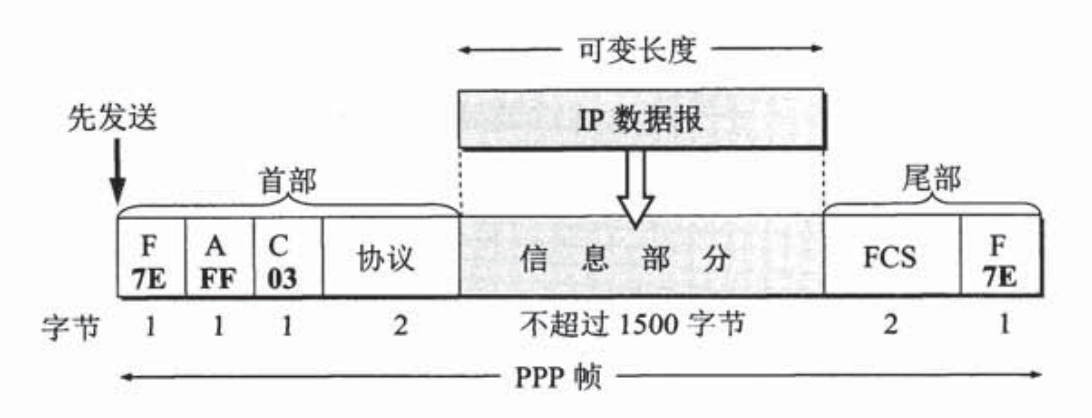 可变长度
IP 数据报
先发送
首部
尾部
F A C 协议 信息部分 FCS F
7E FF 03 7E
字节 1 1 1 2 不超过 1500 字节 2 1
PPP 帧